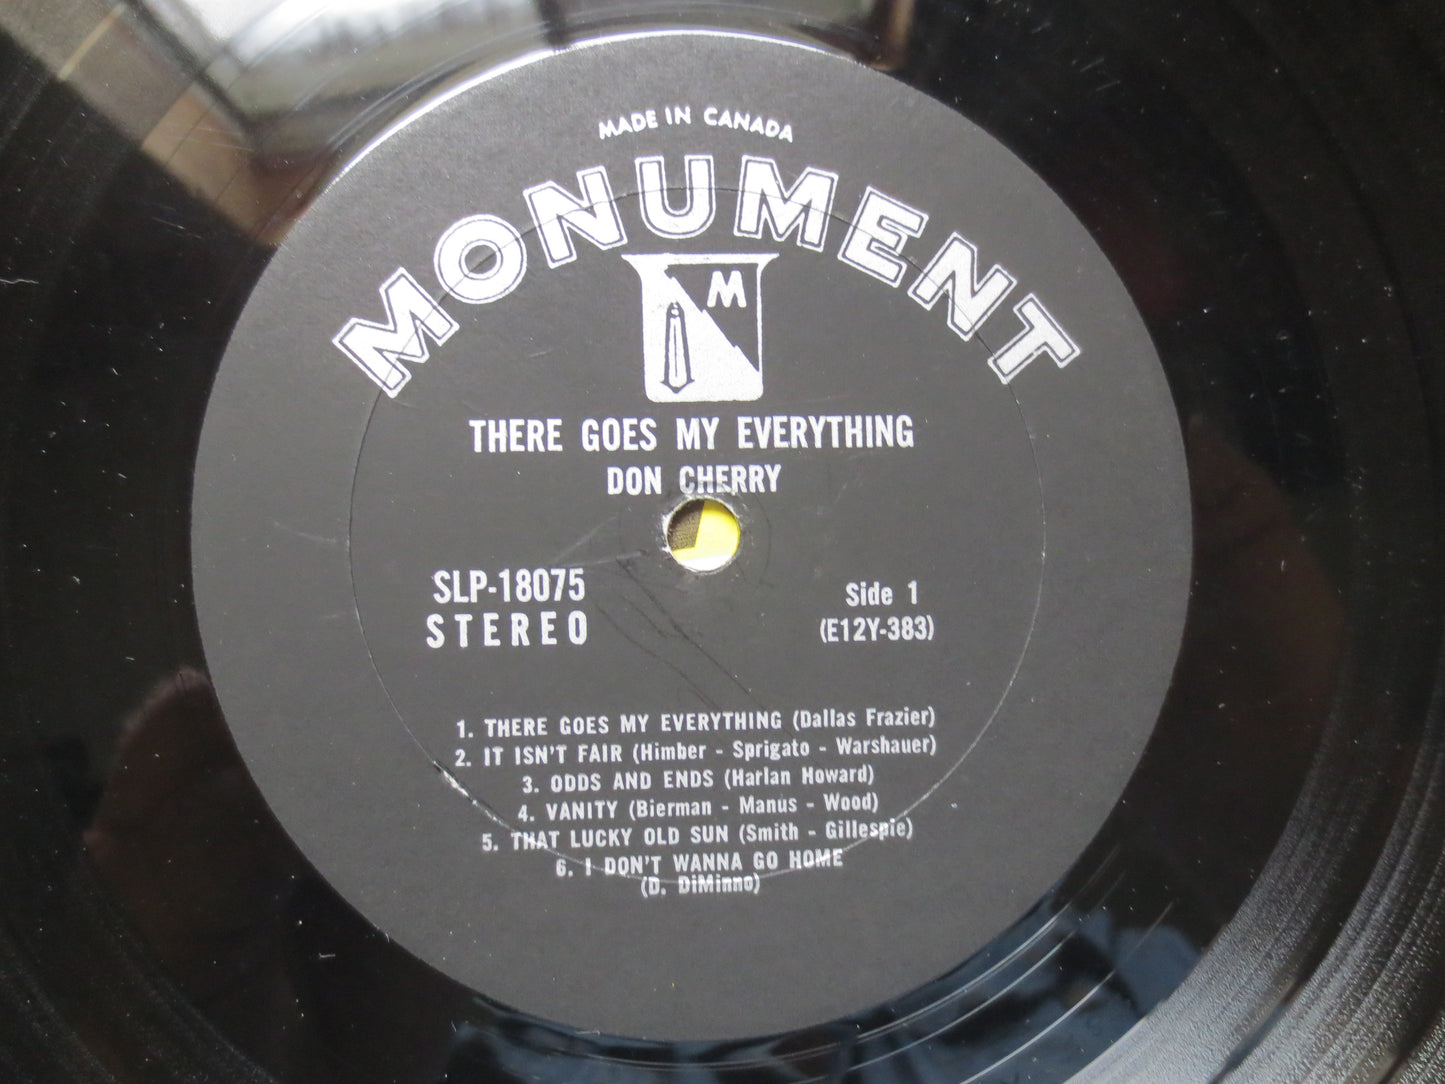 MADE IN CANADA
MONUMENT
M
THERE GOES MY EVERYTHING
DON CHERRY
SLP-18075
STEREO
Side 1
(E12Y-383)
1. THERE GOES MY EVERYTHING (Dallas Frazier)
2. IT ISN'T FAIR (Himber - Sprigato - Warshauer)
3. ODDS AND ENDS (Harlan Howard)
4. VANITY (Bierman - Manus - Wood)
5. THAT LUCKY OLD SUN (Smith - Gillespie)
6. I DON'T WANNA GO HOME
(D. DiMinno)